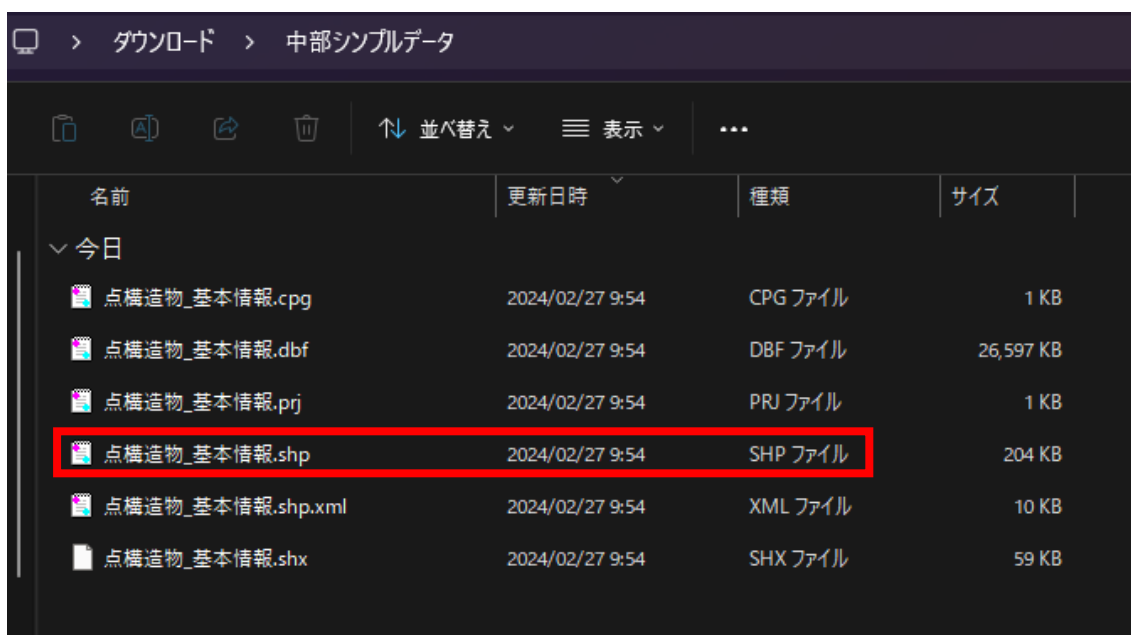 > ダウンロード > 中部シンプルデータ
並べ替え 表示 •••
名前 更新日時 種類 サイズ
今日
点構造物_基本情報.cpg 2024/02/27 9:54 CPG ファイル 1 KB
点構造物_基本情報.dbf 2024/02/27 9:54 DBF ファイル 26,597 KB
点構造物_基本情報.prj 2024/02/27 9:54 PRJ ファイル 1 KB
点構造物_基本情報.shp 2024/02/27 9:54 SHP ファイル 204 KB
点構造物_基本情報.shp.xml 2024/02/27 9:54 XML ファイル 10 KB
点構造物_基本情報.shx 2024/02/27 9:54 SHX ファイル 59 KB